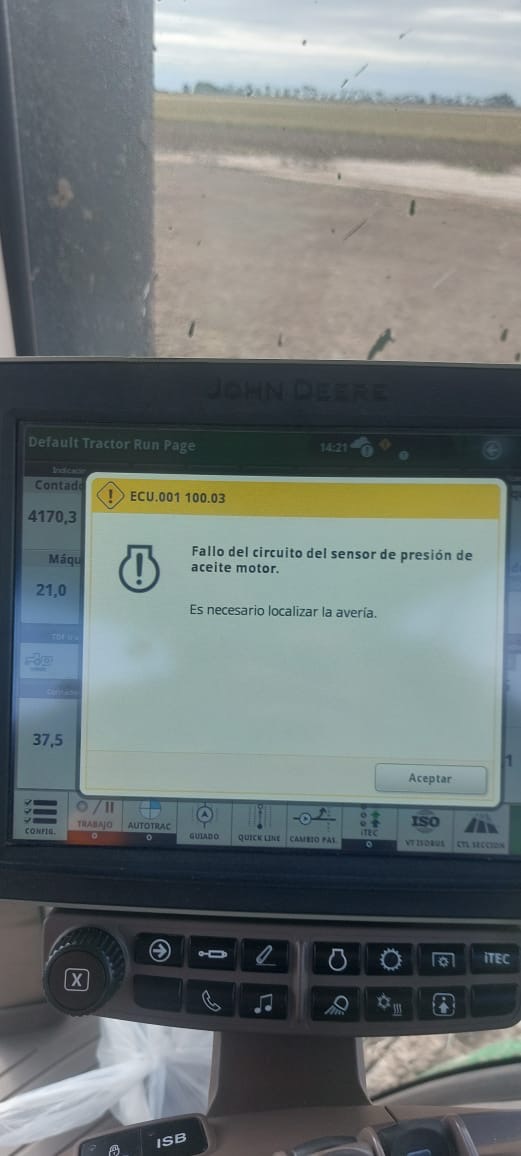 JOHN DEERE
Default Tractor Run Page
14:21
Contado
4170,3
Máqu
21,0
37,5
ECU.001 100.03
Fallo del circuito del sensor de presión de
aceite motor.
Es necesario localizar la avería.
Aceptar
CONFIG.
TRABAJO
AUTOTRAC
GUIADO
QUICK LINE
CAMBIO PAS.
iTEC
ISO
VT ISOBUS
CTL SECCIÓN
X
iTEC
ISB